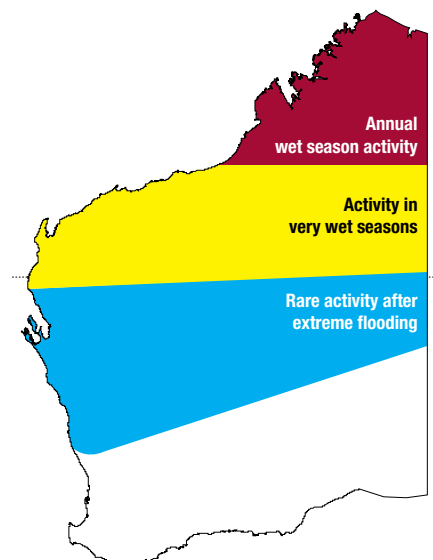 Annual
wet season activity
Activity in
very wet seasons
Rare activity after
extreme flooding